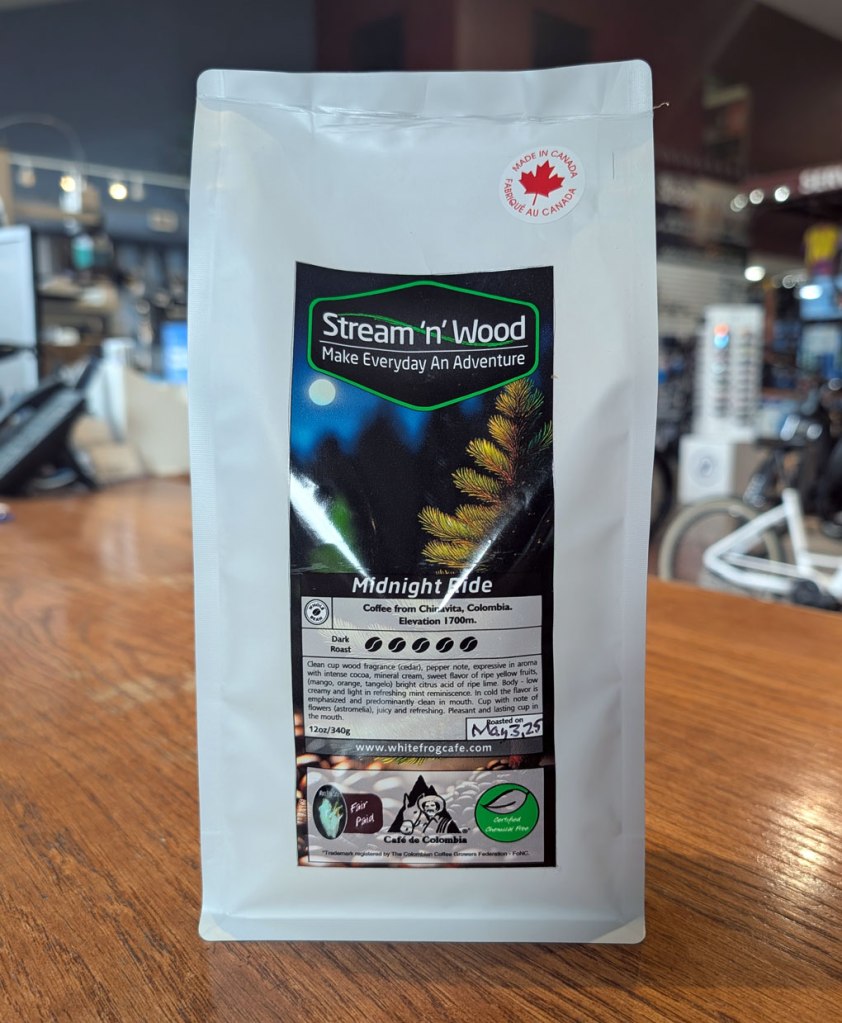 MADE IN CANADA
FABRIQUÉ AU CANADA
Stream 'n' Wood
Make Everyday An Adventure
Midnight Ride
WHOLE BEAN
Coffee from Chinavita, Colombia.
Elevation 1700m.
Dark
Roast
Clean cup wood fragrance (cedar), pepper note, expressive in aroma
with intense cocoa, mineral cream, sweet flavor of ripe yellow fruits,
(mango, orange, tangelo) bright citrus acid of ripe lime. Body - low
creamy and light in refreshing mint reminiscence. In cold the flavor is
emphasized and predominantly clean in mouth. Cup with note of
flowers (astromelia), juicy and refreshing. Pleasant and lasting cup in
the mouth.
Roasted on
May 3, 25
12oz/340g
www.whitefrogcafe.com
Fair
Paid
Café de Colombia
Certified
Chemical Free
*Trademark registered by The Colombian Coffee Growers Federation - FoNC.